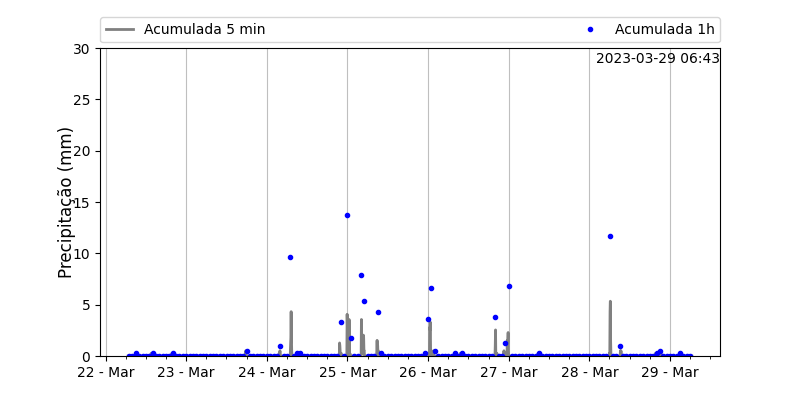 Acumulada 5 min
Acumulada 1h
2023-03-29 06:43
Precipitação (mm)
30
25
20
15
10
5
0
22 - Mar
23 - Mar
24 - Mar
25 - Mar
26 - Mar
27 - Mar
28 - Mar
29 - Mar